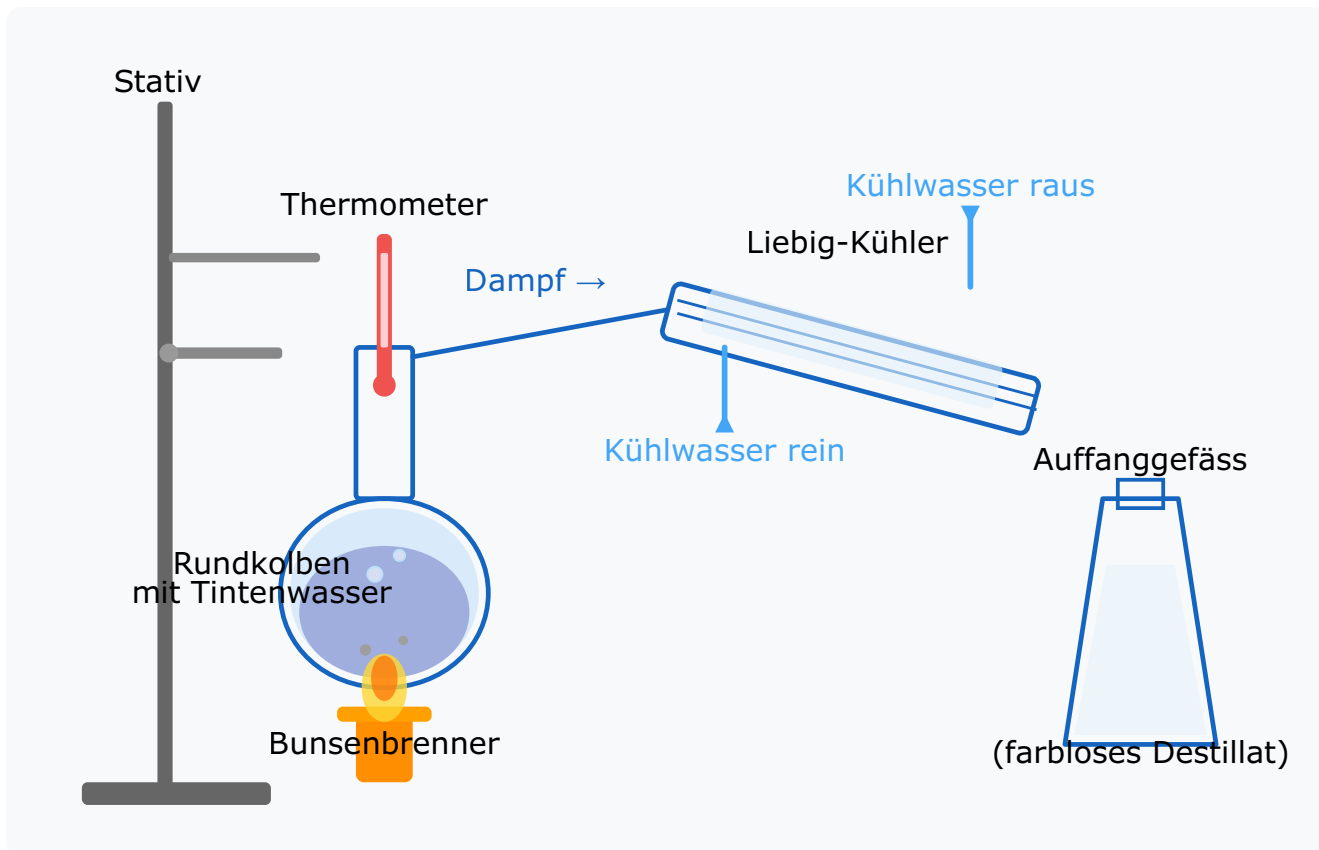 Stativ
Thermometer
Kühlwasser raus
Liebig-Kühler
Dampf →
Kühlwasser rein
Auffanggefäss
Rundkolben
mit Tintenwasser
Bunsenbrenner
(farbloses Destillat)